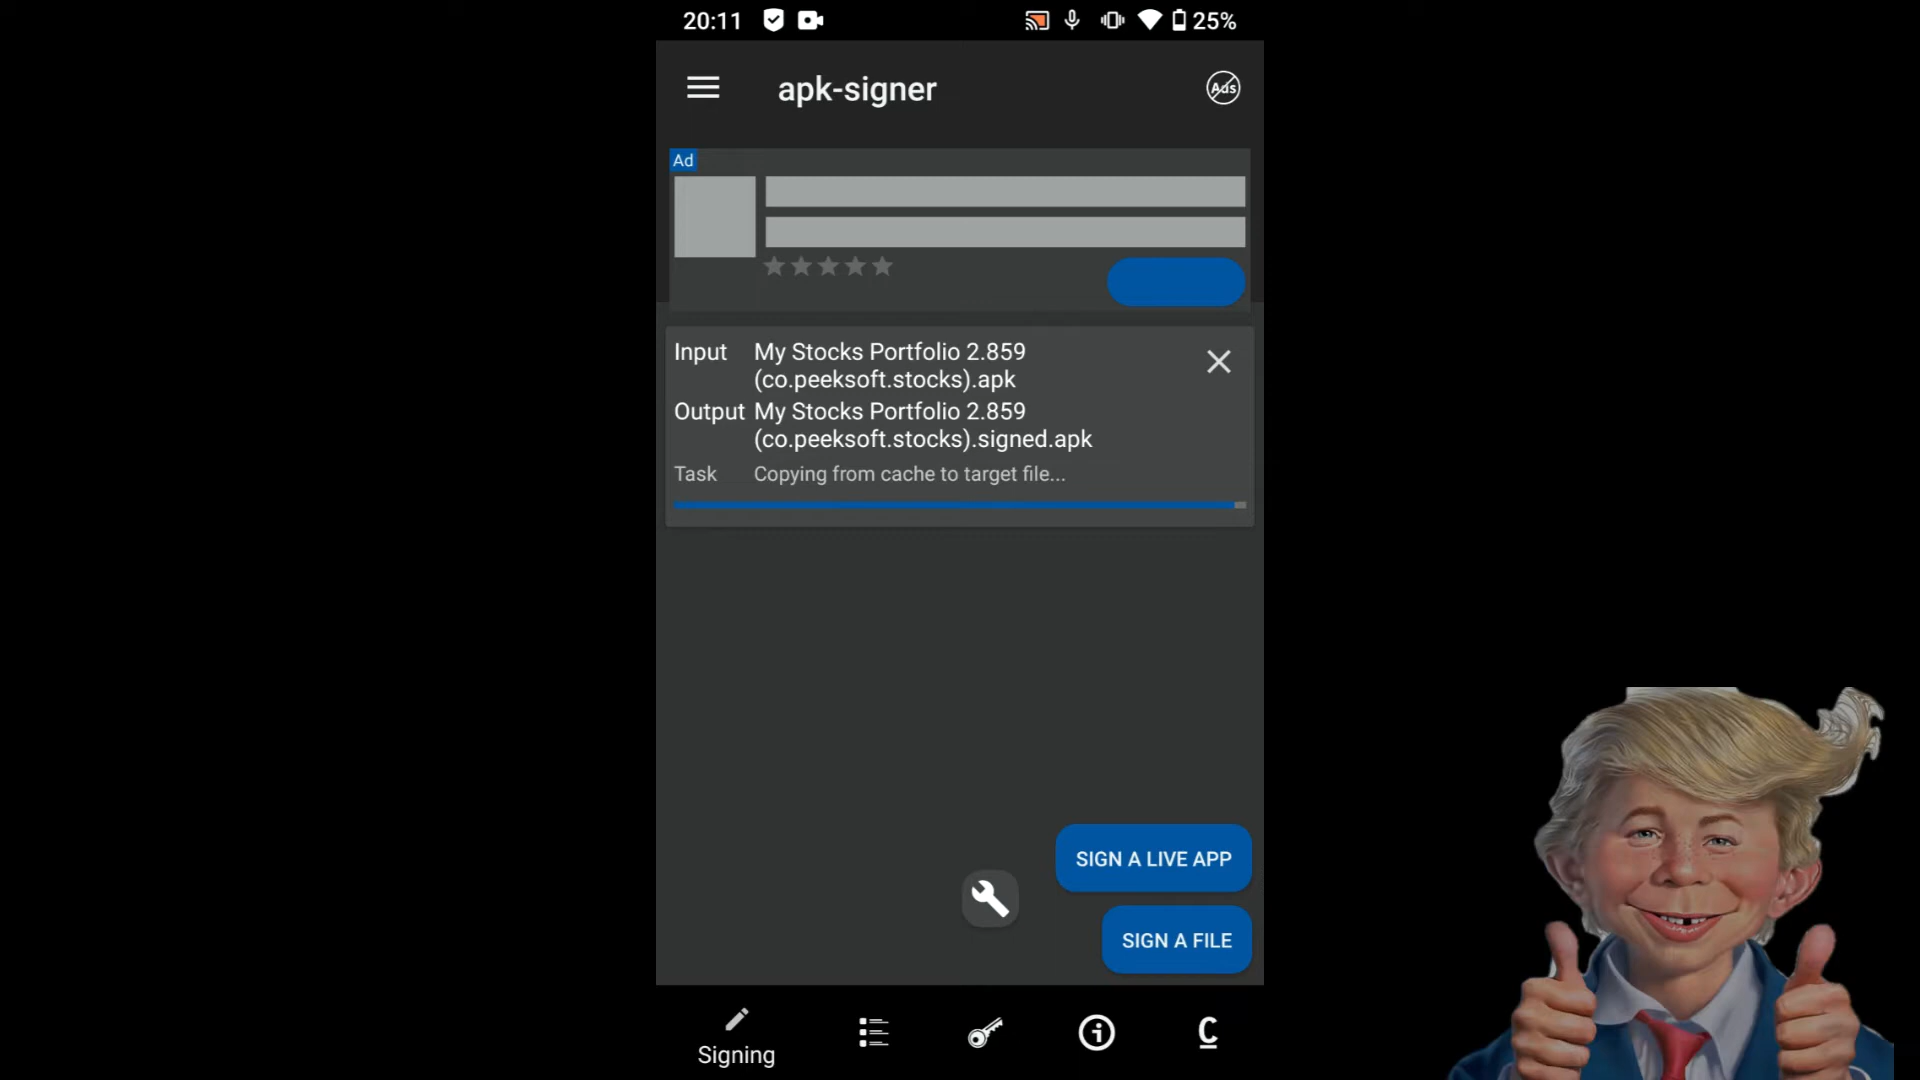 20:11
25%
apk-signer
Ads
Ad
Input My Stocks Portfolio 2.859
(co.peeksoft.stocks).apk
Output My Stocks Portfolio 2.859
(co.peeksoft.stocks).signed.apk
Task Copying from cache to target file...
SIGN A LIVE APP
SIGN A FILE
Signing